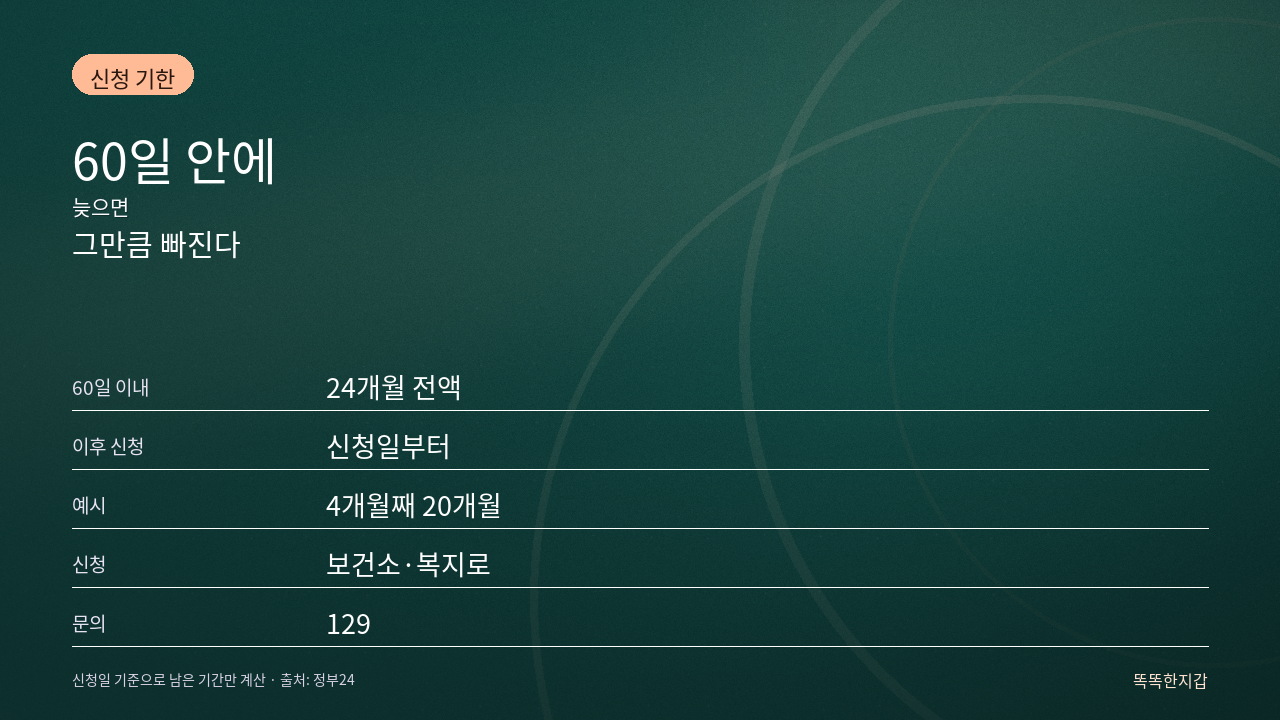 신청 기한
60일 안에
늦으면
그만큼 빠진다
60일 이내 24개월 전액
이후 신청 신청일부터
예시 4개월째 20개월
신청 보건소·복지로
문의 129
신청일 기준으로 남은 기간만 계산 · 출처: 정부24
똑똑한지갑